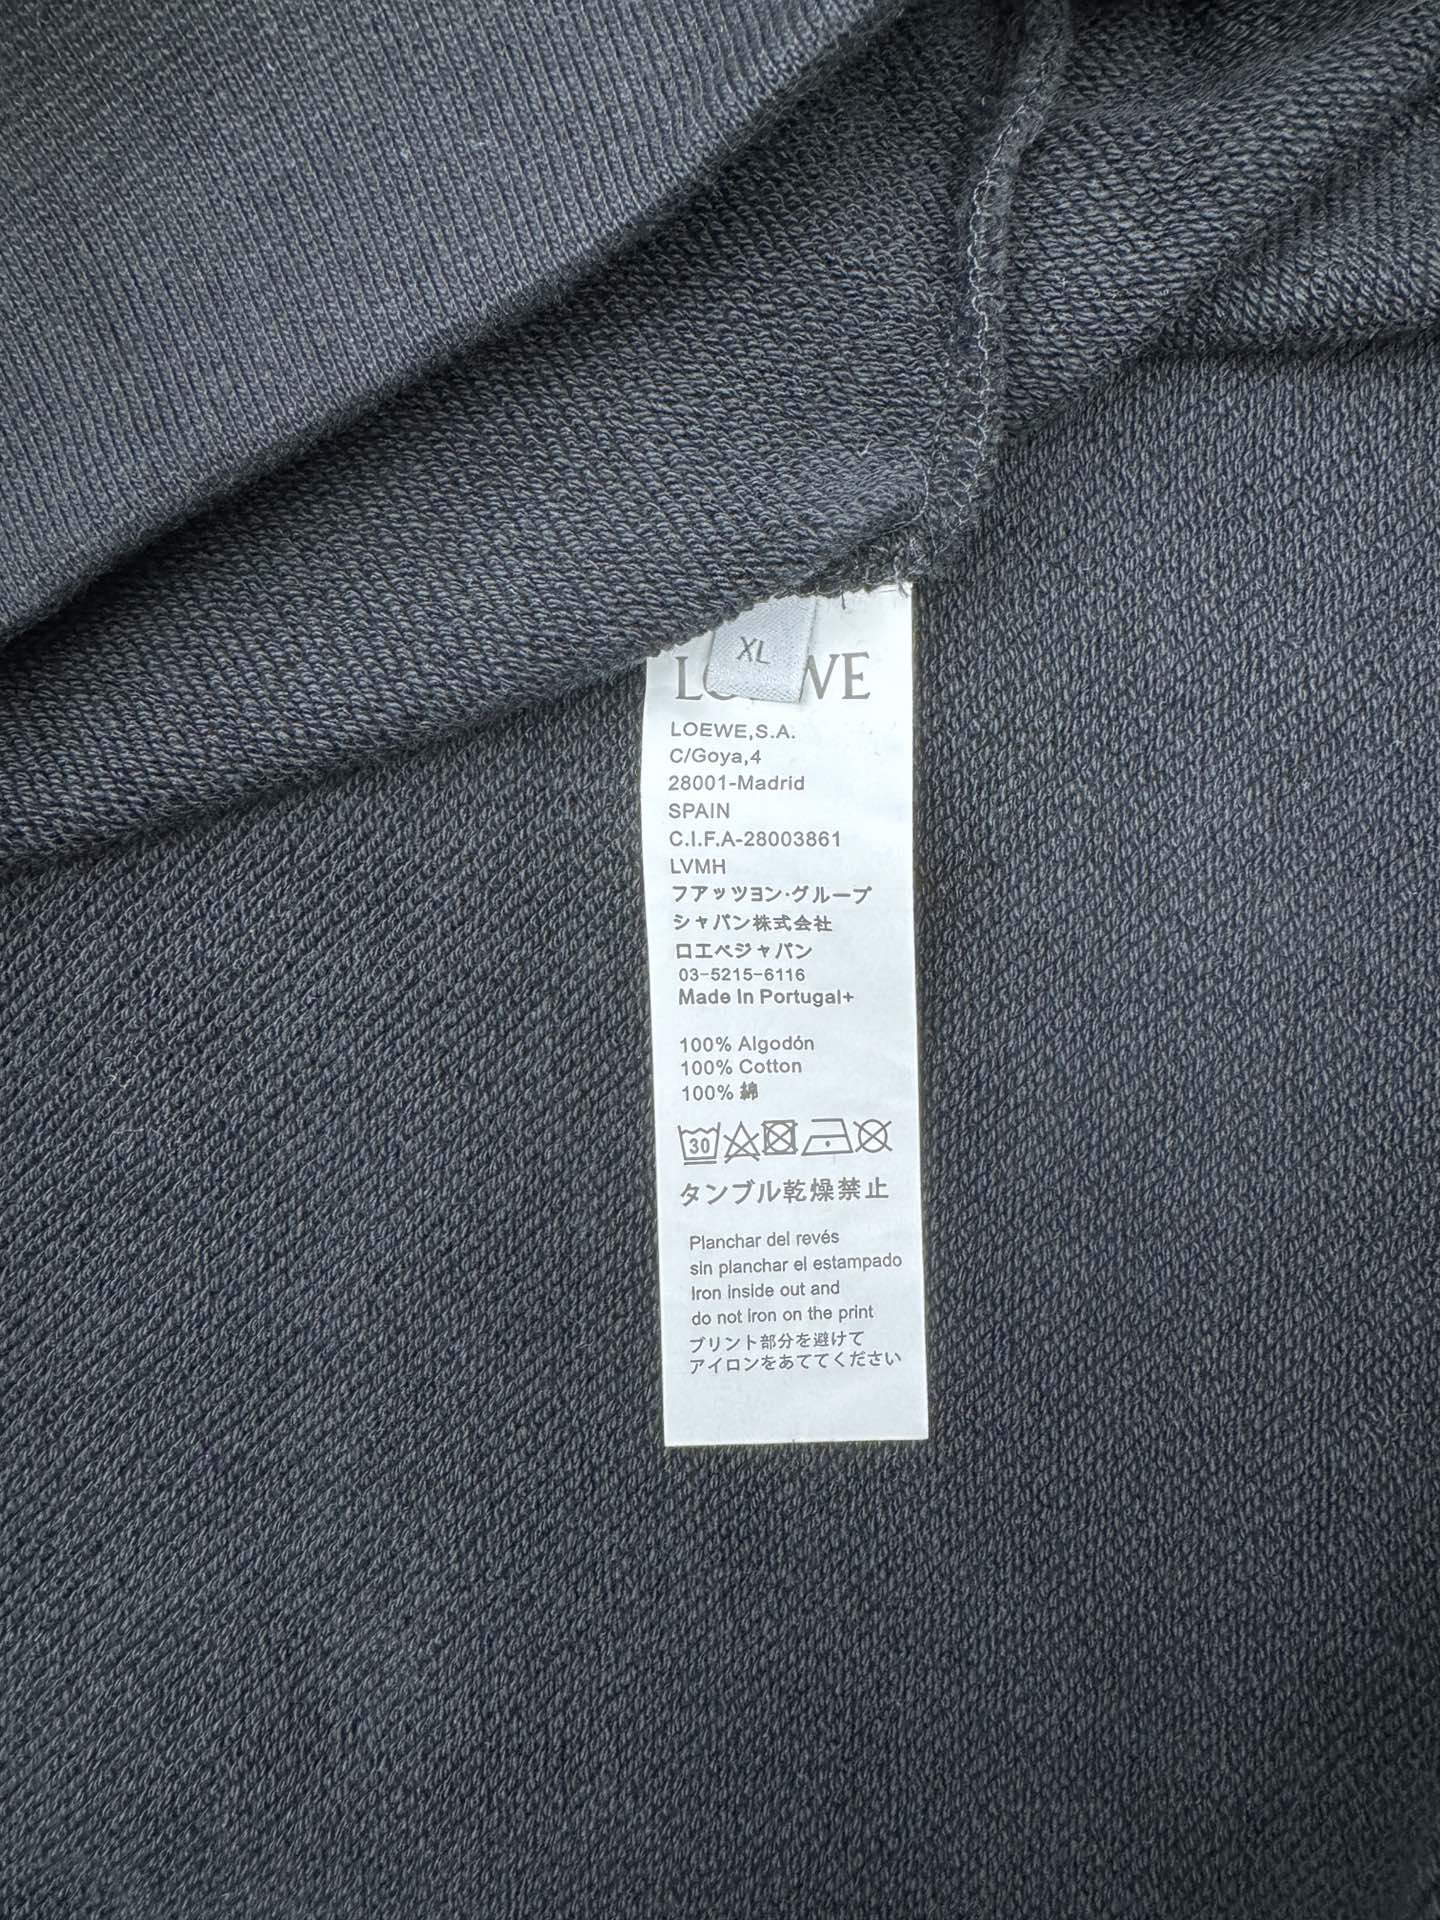 XL
LOEWE,S.A.
C/Goya,4
28001-Madrid
SPAIN
C.I.F.A-28003861
LVMH
フアッツヨン·グループ
シャパン株式会社
ロエベジャパン
03-5215-6116
Made In Portugal+
100% Algodón
100% Cotton
100% 綿
30
タンブル乾燥禁止
Planchar del revés
sin planchar el estampado
Iron inside out and
do not iron on the print
プリント部分を避けて
アイロンをあててください